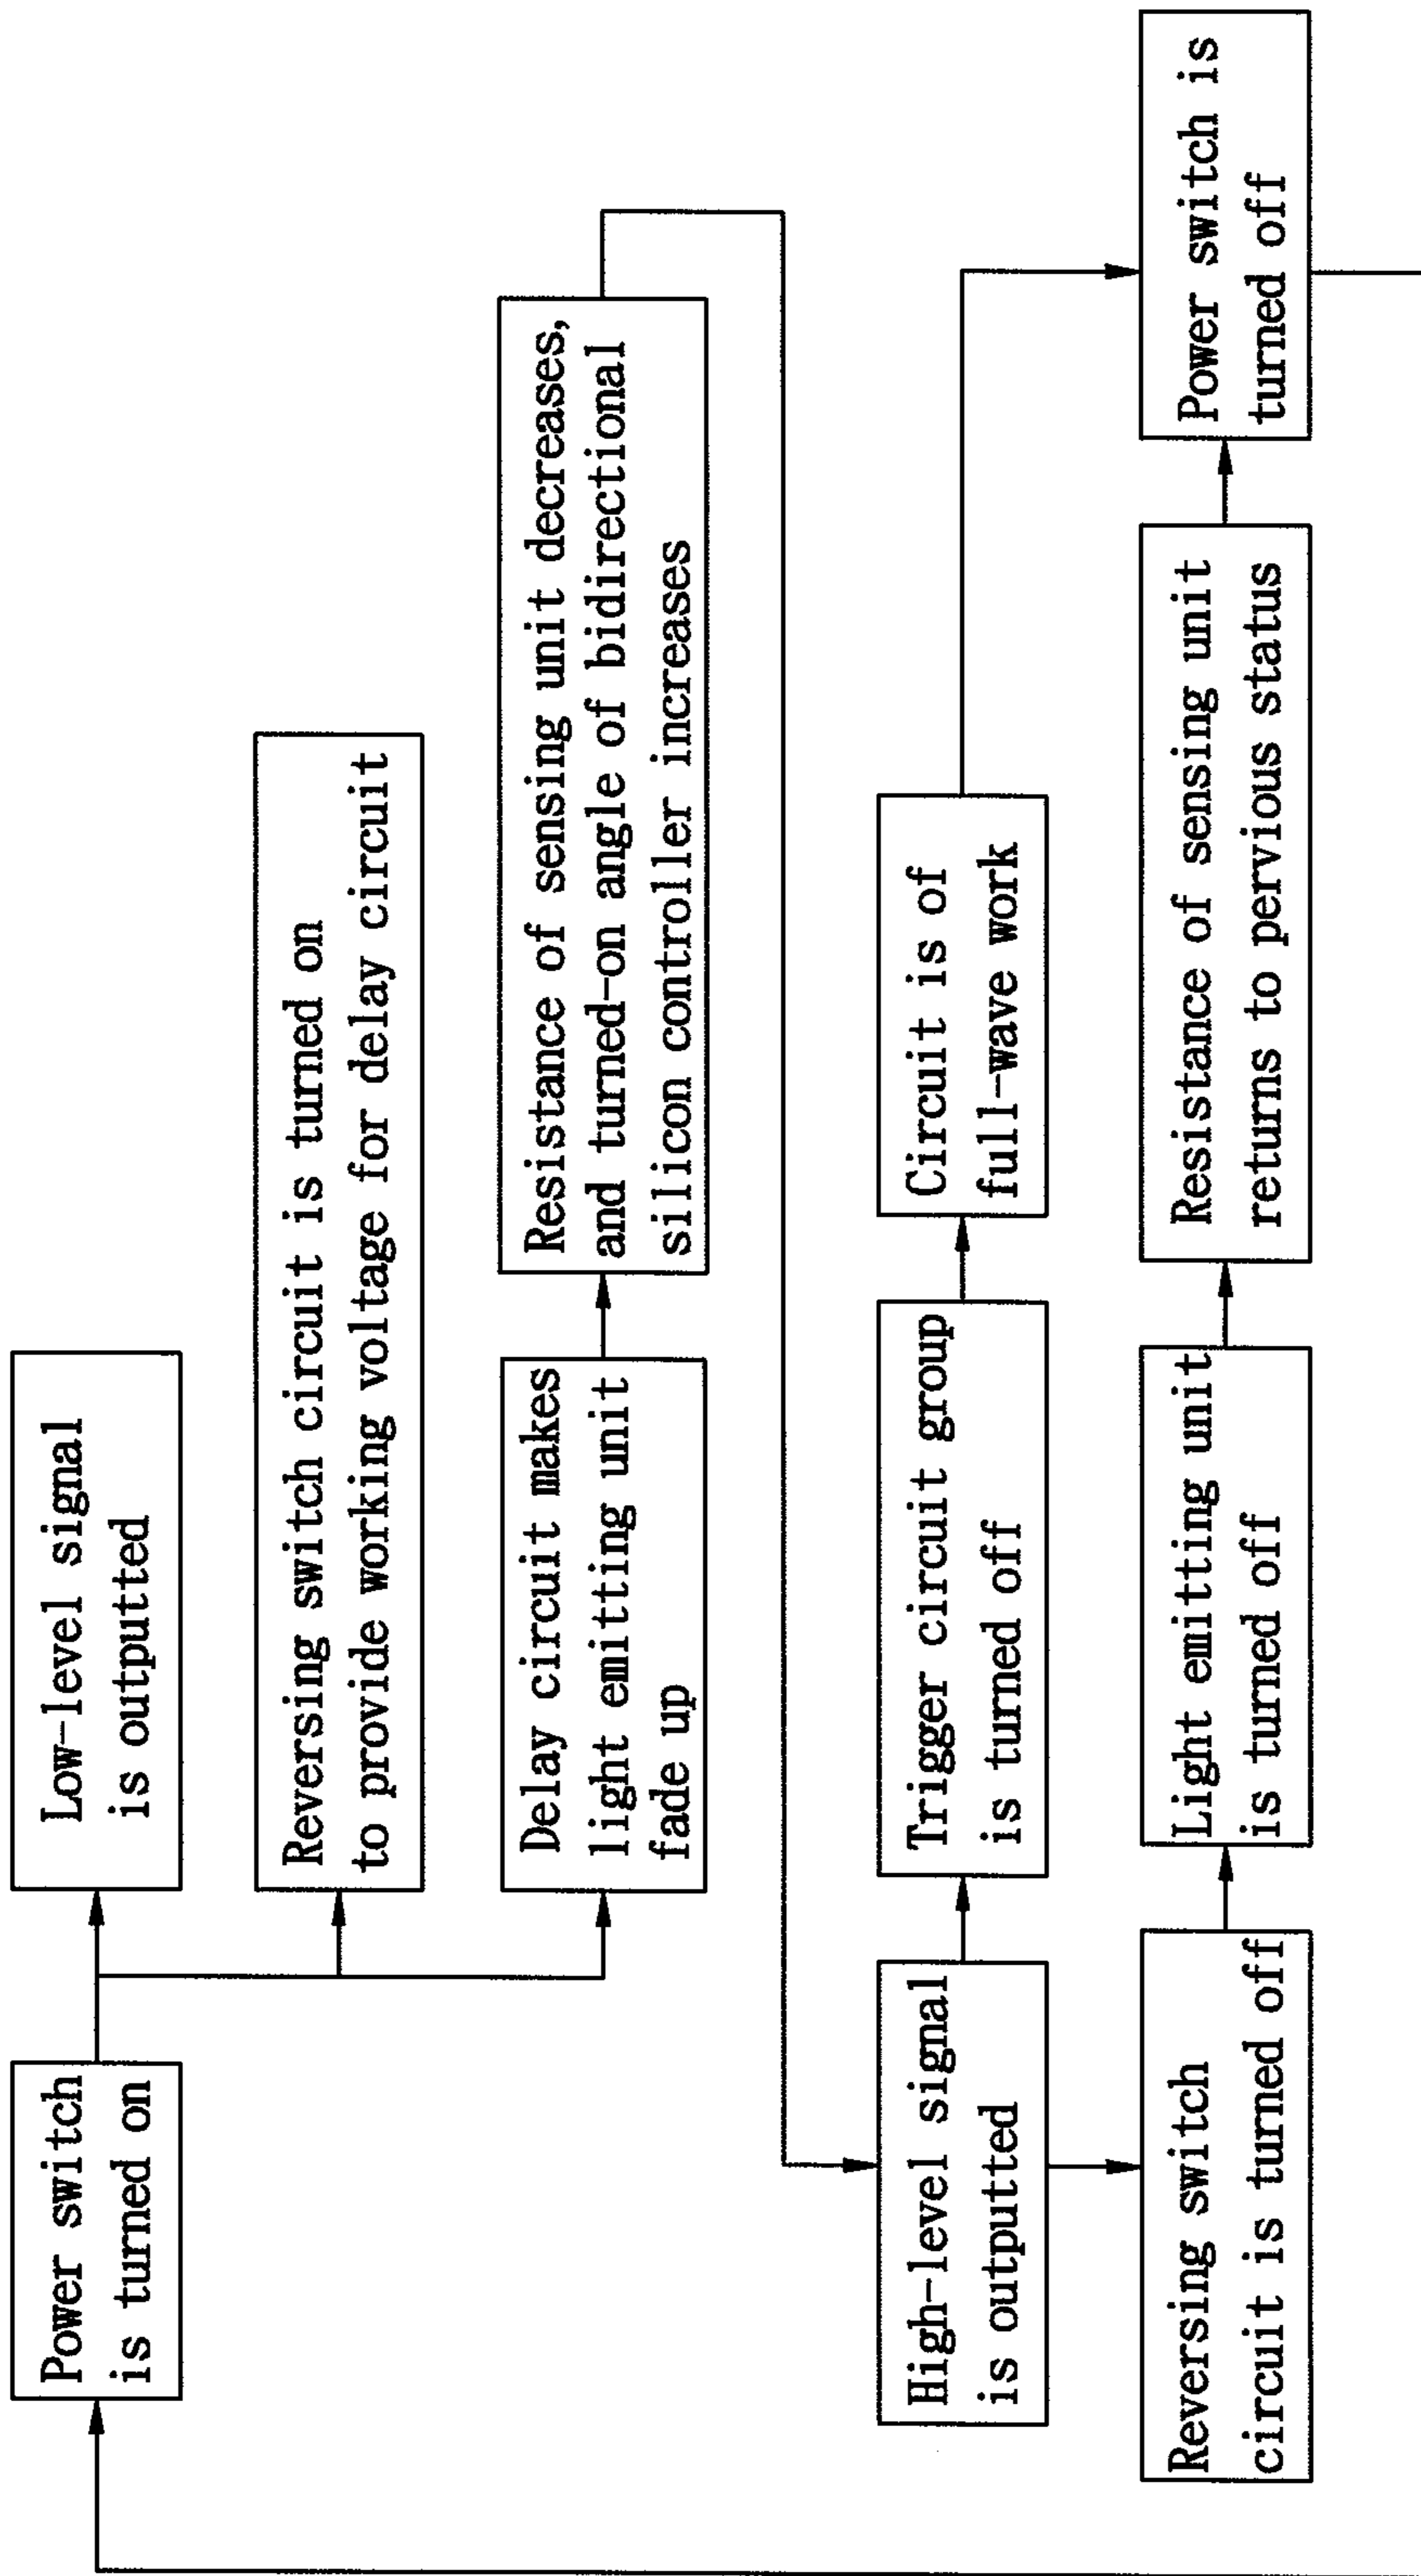 Power switch
is turned on
Low-level signal
is outputted
Reversing switch circuit is turned on
to provide working voltage for delay circuit
Delay circuit makes
light emitting unit
fade up
Resistance of sensing unit decreases,
and turned-on angle of bidirectional
silicon controller increases
High-level signal
is outputted
Trigger circuit group
is turned off
Circuit is of
full-wave work
Reversing switch
circuit is turned off
Light emitting unit
is turned off
Resistance of sensing unit
returns to pervious status
Power switch is
turned off